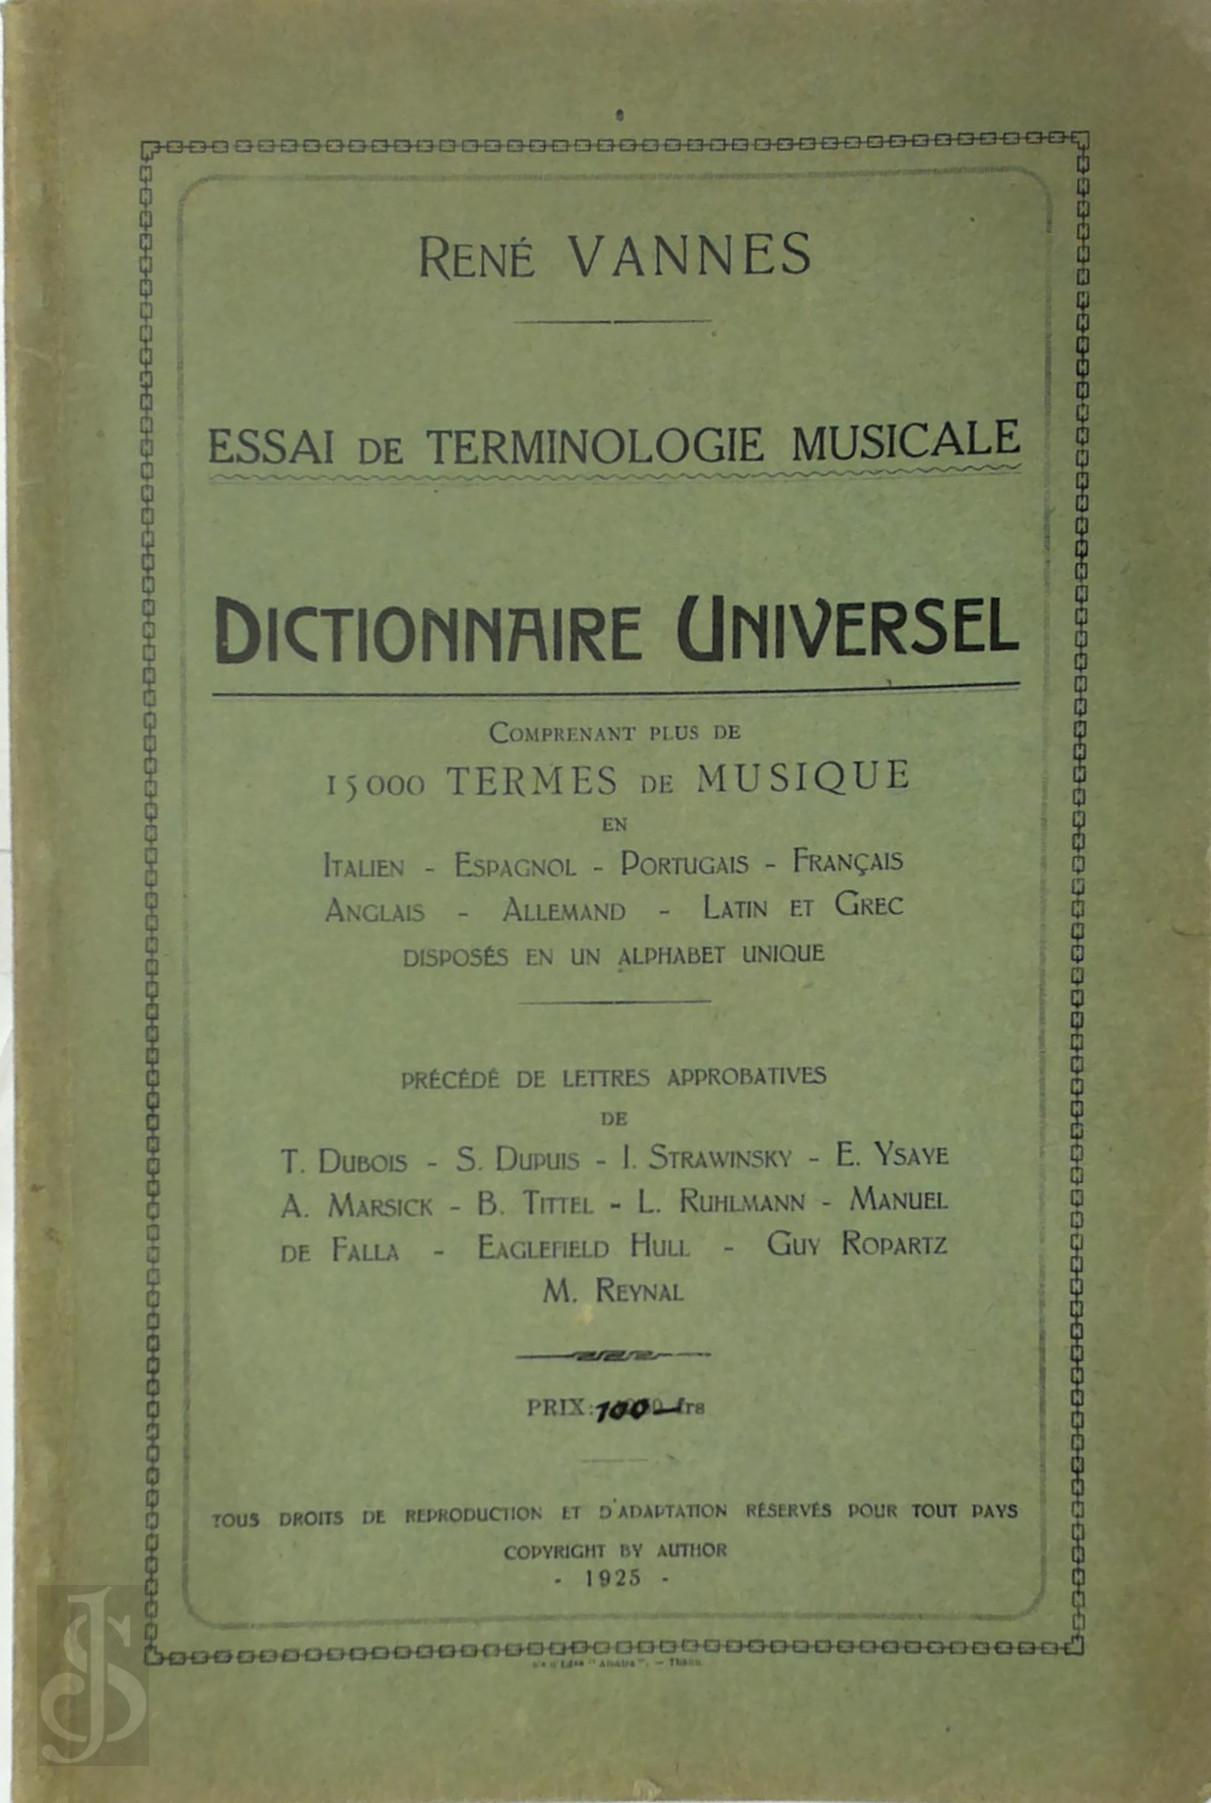 RENÉ VANNES
ESSAI DE TERMINOLOGIE MUSICALE
DICTIONNAIRE UNIVERSEL
COMPRENANT PLUS DE
15000 TERMES DE MUSIQUE
EN
ITALIEN - ESPAGNOL - PORTUGAIS - FRANÇAIS
ANGLAIS - ALLEMAND - LATIN ET GREC
DISPOSÉS EN UN ALPHABET UNIQUE
PRÉCÉDÉ DE LETTRES APPROBATIVES
DE
T. DUBOIS - S. DUPUIS - I. STRAWINSKY - E. YSAYE
A. MARSICK - B. TITTEL - L. RUHLMANN - MANUEL
DE FALLA - EAGLEFIELD HULL - GUY ROPARTZ
M. REYNAL
PRIX: 100 frs
TOUS DROITS DE REPRODUCTION ET D'ADAPTATION RÉSERVÉS POUR TOUT PAYS
COPYRIGHT BY AUTHOR
- 1925 -
JS